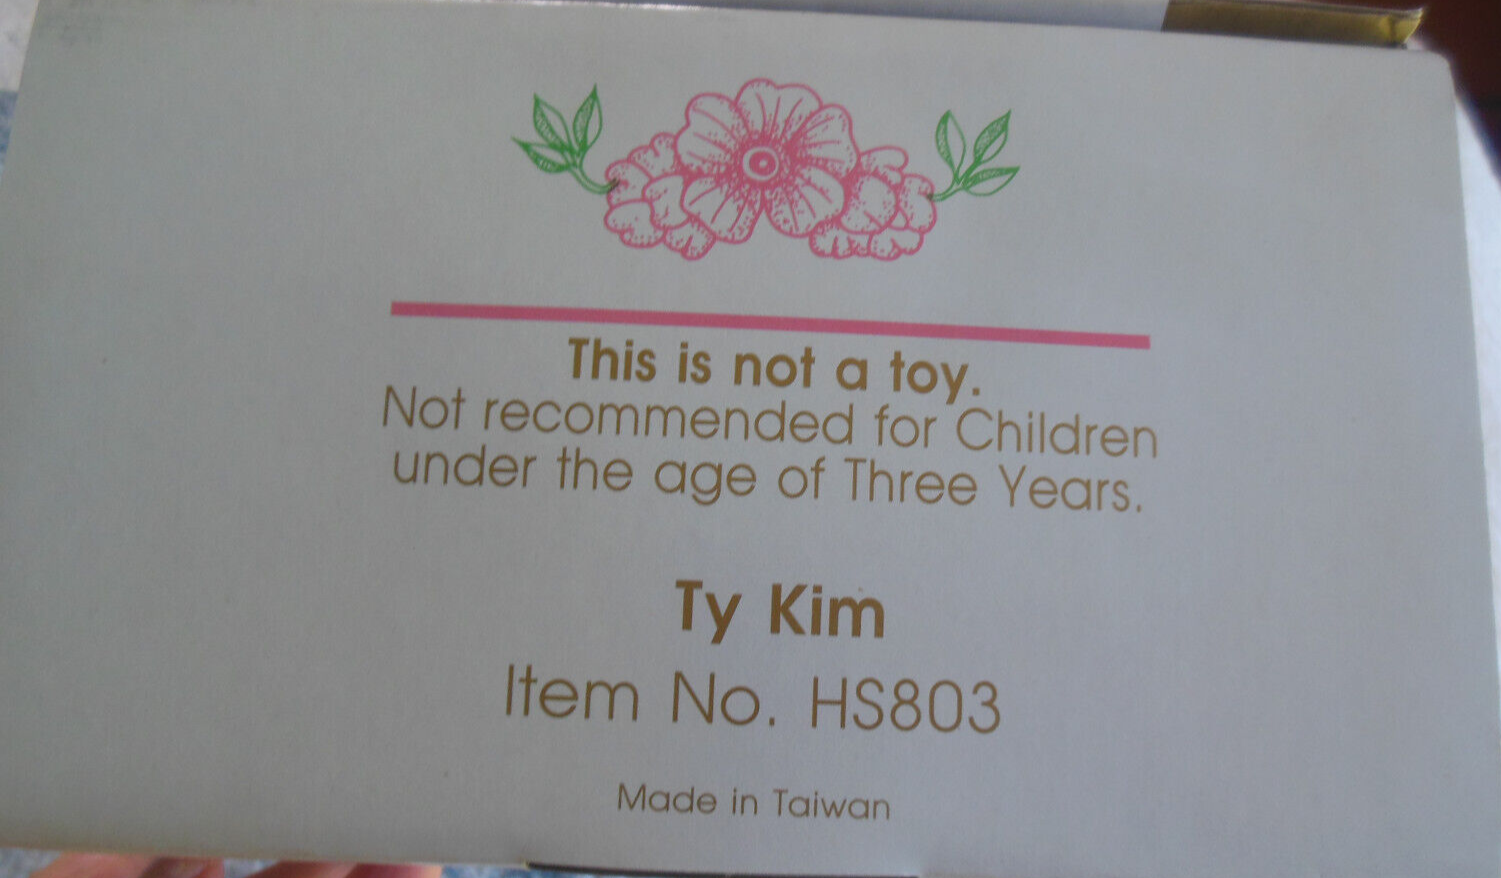 This is not a toy.
Not recommended for Children
under the age of Three Years.
Ty Kim
Item No. HS803
Made in Taiwan